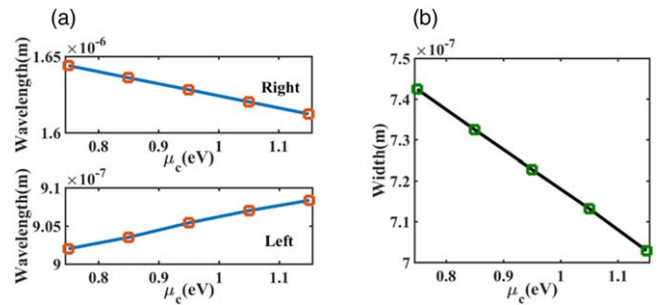 (a)
×10⁻⁶
1.65
1.6
Wavelength(m)
Right
0.8 0.9 1 1.1
μc(eV)
×10⁻⁷
9.1
9.05
9
Wavelength(m)
Left
0.8 0.9 1 1.1
μc(eV)
(b)
×10⁻⁷
7.5
7.4
7.3
7.2
7.1
7
Width(m)
0.8 0.9 1 1.1
μc(eV)